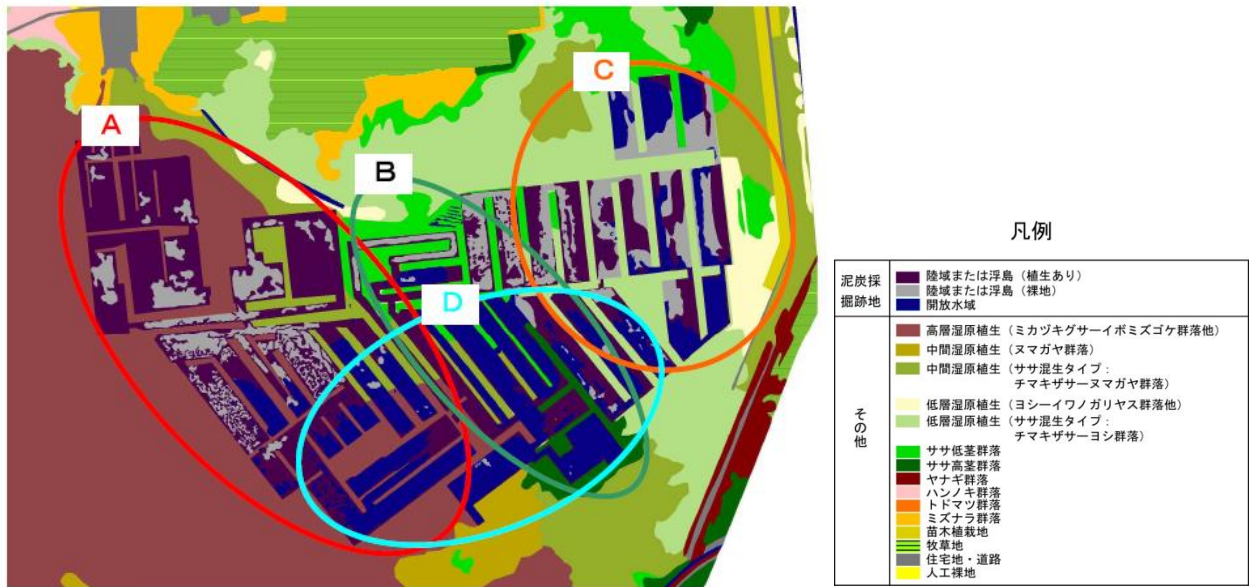 A
B
C
D
凡例
泥炭採
掘跡地
陸域または浮島（植生あり）
陸域または浮島（裸地）
開放水域
その他
高層湿原植生（ミカヅキグサーイボミズゴケ群落他）
中間湿原植生（ヌマガヤ群落）
中間湿原植生（ササ混生タイプ：
チマキザサーヌマガヤ群落）
低層湿原植生（ヨシーイワノガリヤス群落他）
低層湿原植生（ササ混生タイプ：
チマキザサーヨシ群落）
ササ低茎群落
ササ高茎群落
ヤナギ群落
ハンノキ群落
トドマツ群落
ミズナラ群落
苗木植栽地
牧草地
住宅地・道路
人工裸地